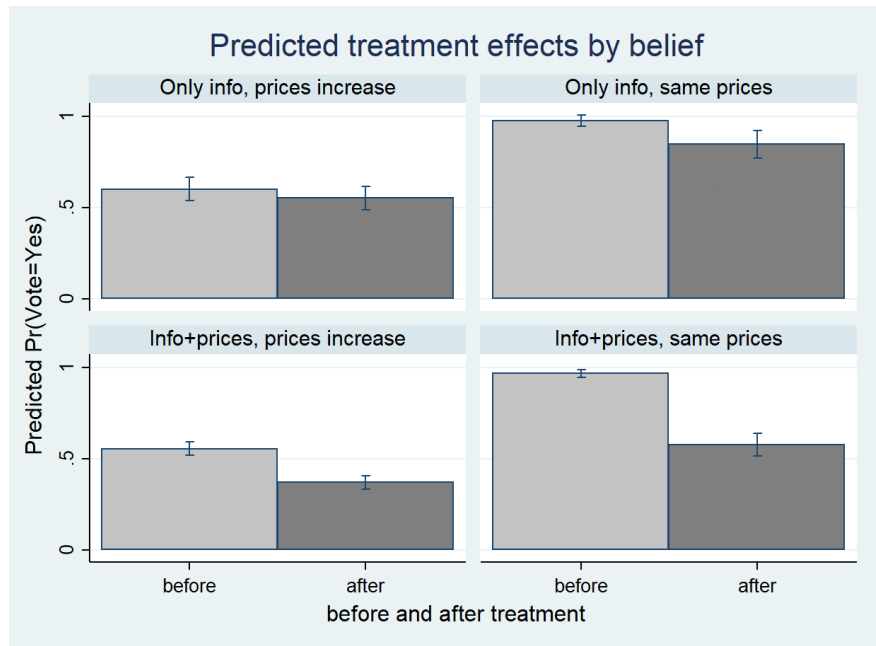 Predicted treatment effects by belief
Only info, prices increase
Only info, same prices
1
.5
0
Info+prices, prices increase
Info+prices, same prices
1
.5
0
Predicted Pr(Vote=Yes)
before
after
before
after
before and after treatment